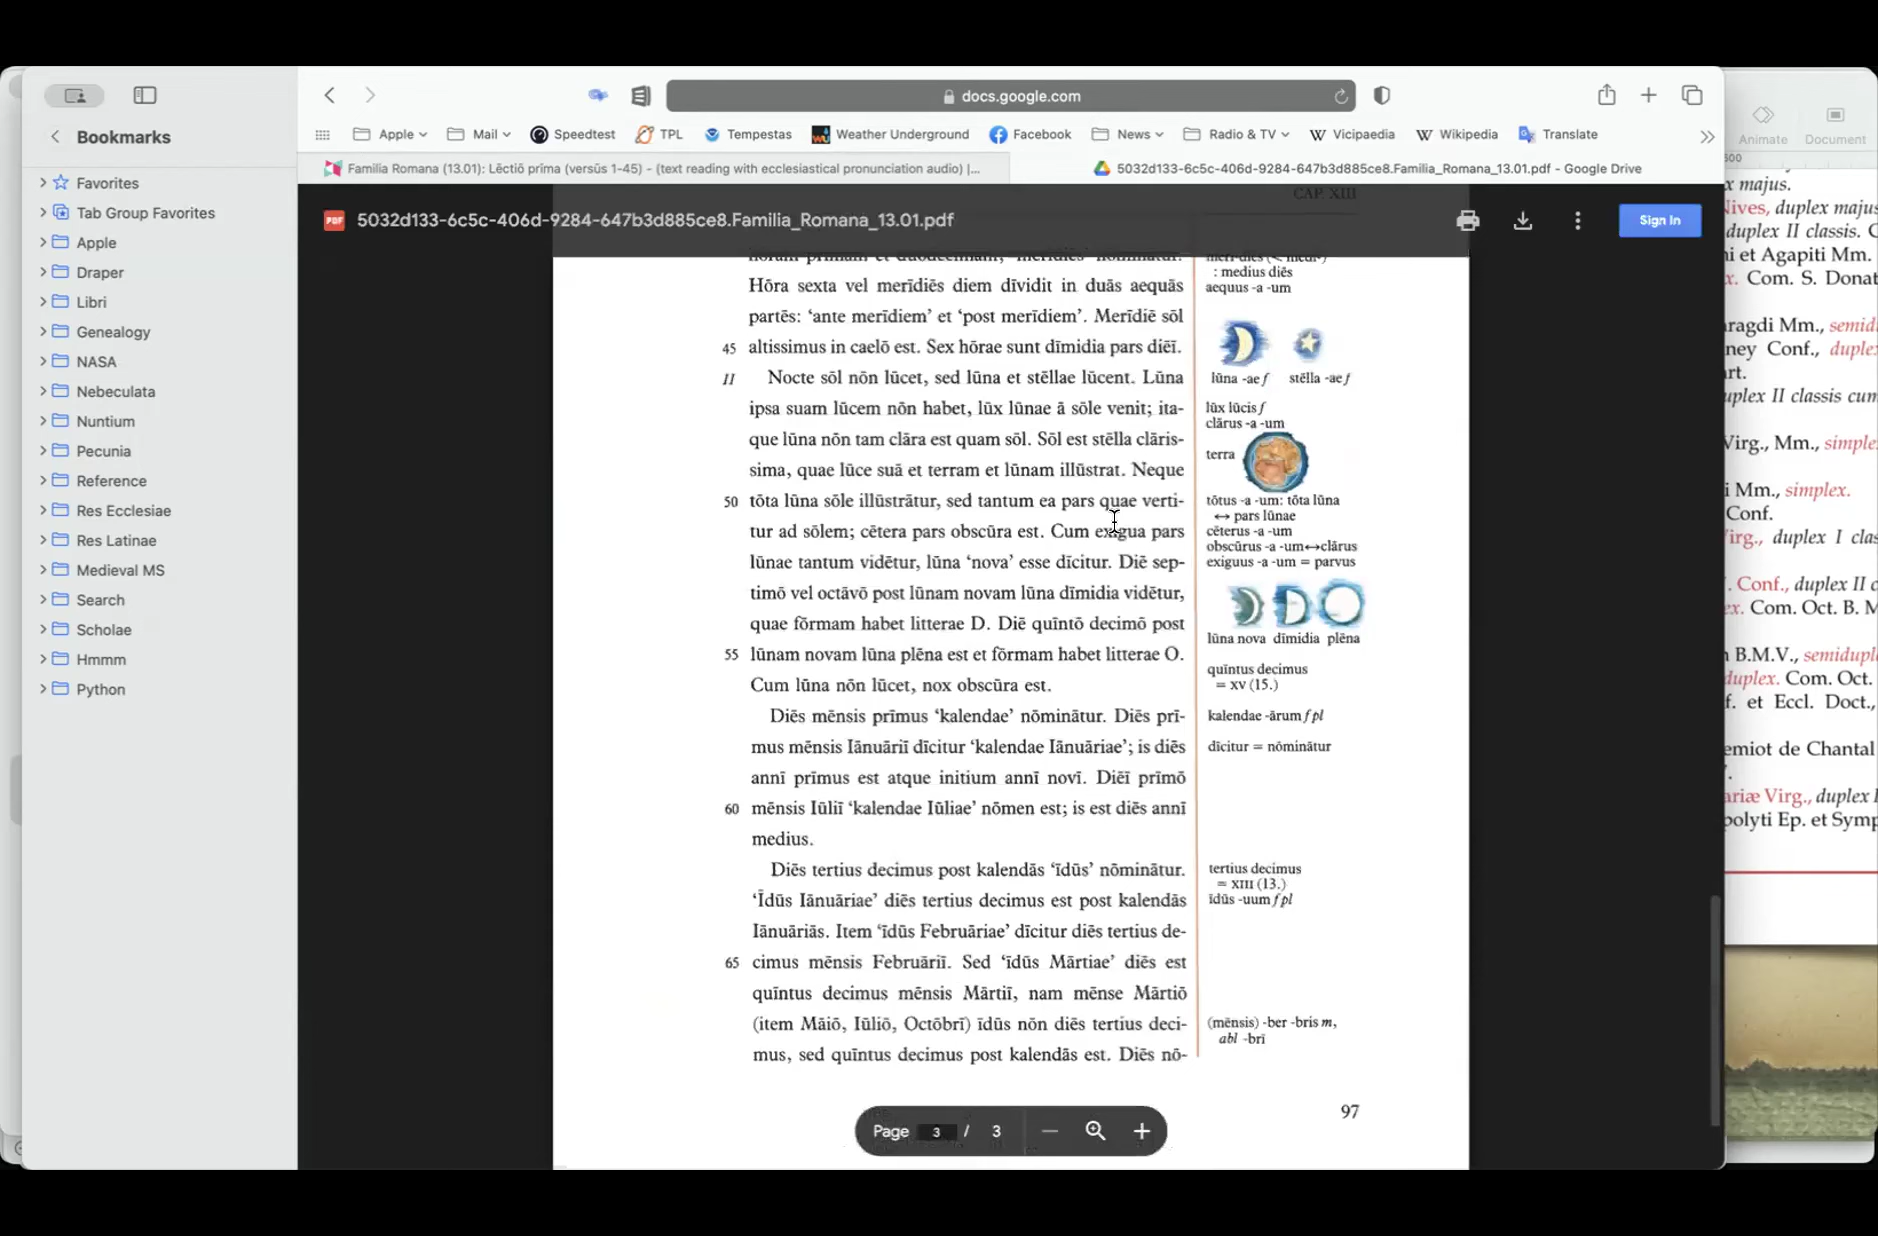 Bookmarks
Favorites
Tab Group Favorites
Apple
Draper
Libri
Genealogy
NASA
Nebeculata
Nuntium
Pecunia
Reference
Res Ecclesiae
Res Latinae
Medieval MS
Search
Scholae
Hmmm
Python
docs.google.com
Apple Mail Speedtest TPL Tempestas Weather Underground Facebook News Radio & TV Vicipaedia Wikipedia Translate
Familia Romana (13.01): Lēctiō prīma (versūs 1-45) - (text reading with ecclesiastical pronunciation audio) |...
5032d133-6c5c-406d-9284-647b3d885ce8.Familia_Romana_13.01.pdf - Google Drive
CAP. XIII
PDF 5032d133-6c5c-406d-9284-647b3d885ce8.Familia_Romana_13.01.pdf
Sign In
hōram prīmam et duodecimam, 'merīdiēs' nōminātur.
Hōra sexta vel merīdiēs diem dīvidit in duās aequās
partēs: ‘ante merīdiem’ et ‘post merīdiem’. Merīdiē sōl
45 altissimus in caelō est. Sex hōrae sunt dīmidia pars diēī.
II Nocte sōl nōn lūcet, sed lūna et stēllae lūcent. Lūna
ipsa suam lūcem nōn habet, lūx lūnae ā sōle venit; ita-
que lūna nōn tam clāra est quam sōl. Sōl est stēlla clāris-
sima, quae lūce suā et terram et lūnam illūstrat. Neque
50 tōta lūna sōle illūstrātur, sed tantum ea pars quae verti-
tur ad sōlem; cētera pars obscūra est. Cum exigua pars
lūnae tantum vidētur, lūna ‘nova’ esse dīcitur. Diē sep-
timō vel octāvō post lūnam novam lūna dīmidia vidētur,
quae fōrmam habet litterae D. Diē quīntō decimō post
55 lūnam novam lūna plēna est et fōrmam habet litterae O.
Cum lūna nōn lūcet, nox obscūra est.
Diēs mēnsis prīmus ‘kalendae’ nōminātur. Diēs prī-
mus mēnsis Iānuāriī dīcitur ‘kalendae Iānuāriae’; is diēs
annī prīmus est atque initium annī novī. Diēī prīmō
60 mēnsis Iūliī ‘kalendae Iūliae’ nōmen est; is est diēs annī
medius.
Diēs tertius decimus post kalendās ‘īdūs’ nōminātur.
‘Īdūs Iānuāriae’ diēs tertius decimus est post kalendās
Iānuāriās. Item ‘īdūs Februāriae’ dīcitur diēs tertius de-
65 cimus mēnsis Februāriī. Sed ‘īdūs Mārtiae’ diēs est
quīntus decimus mēnsis Mārtiī, nam mēnse Mārtiō
(item Māiō, Iūliō, Octōbrī) īdūs nōn diēs tertius deci-
mus, sed quīntus decimus post kalendās est. Diēs nō-
: medius diēs
aequus -a -um
lūna -ae f stēlla -ae f
lūx lūcis f
clārus -a -um
terra
tōtus -a -um: tōta lūna
↔ pars lūnae
cēterus -a -um
obscūrus -a -um↔clārus
exiguus -a -um = parvus
lūna nova dīmidia plēna
quīntus decimus
= XV (15.)
kalendae -ārum f pl
dīcitur = nōminātur
tertius decimus
= XIII (13.)
īdūs -uum f pl
(mēnsis) -ber -bris m,
abl -brī
97
Page 3 / 3
Animate Document
x majus.
Nives, duplex majus
duplex II classis.
et Agapiti Mm.
Com. S. Donat
aragdi Mm., semid
ney Conf., duple
art.
uplex II classis cum
Virg., Mm., simple
i Mm., simplex.
Conf.
irg., duplex I clas
. Conf., duplex II c
ex. Com. Oct. B. M
n B.M.V., semidupl
duplex. Com. Oct.
f. et Eccl. Doct.,
emiot de Chantal
ariæ Virg., duplex I
polyti Ep. et Symp